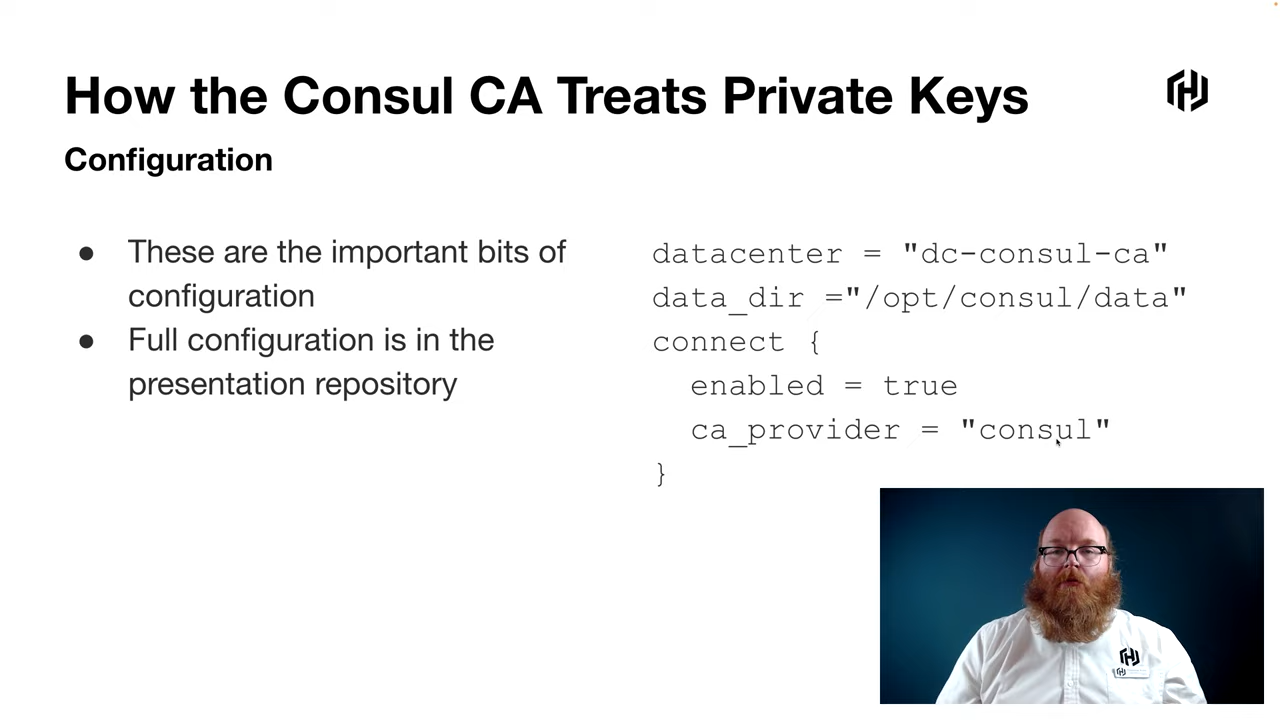 How the Consul CA Treats Private Keys
Configuration
● These are the important bits of
configuration
● Full configuration is in the
presentation repository
datacenter = "dc-consul-ca"
data_dir ="/opt/consul/data"
connect {
  enabled = true
  ca_provider = "consul"
}